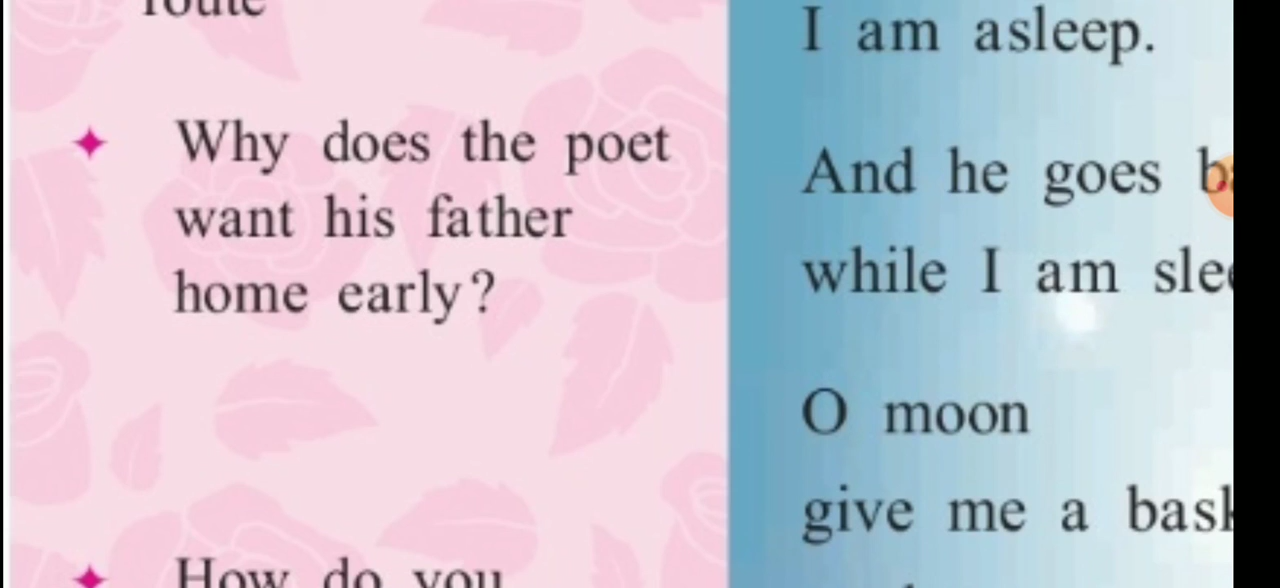 route
Why does the poet
want his father
home early?
How do you
I am asleep.
And he goes
while I am
O moon
give me a